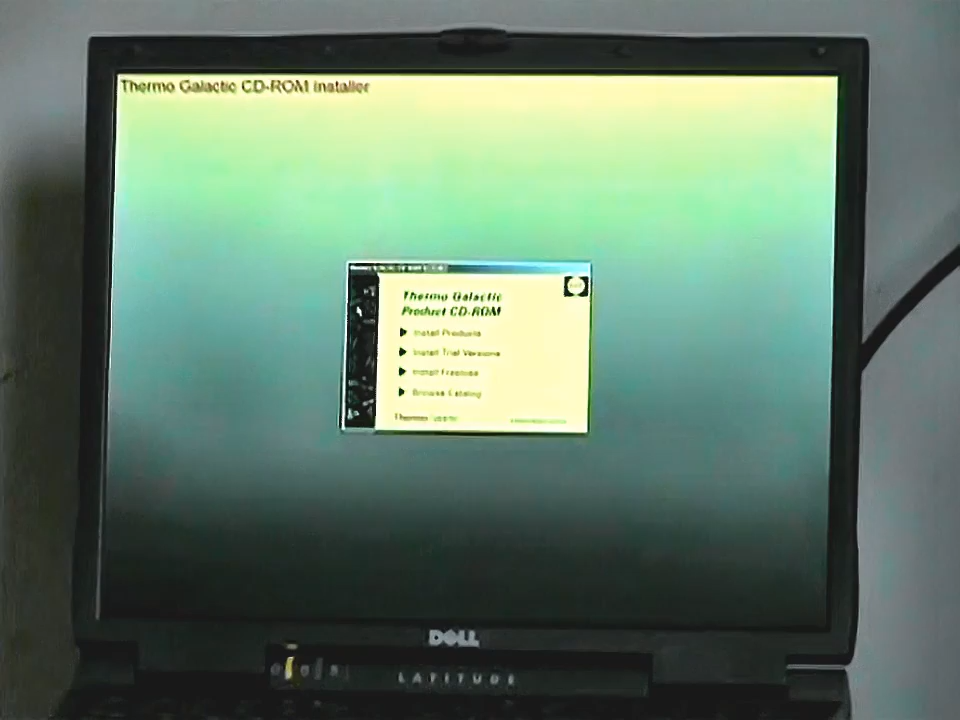 Thermo Galactic CD-ROM Installer
Thermo Galactic
Product CD-ROM
Install Products
Install Trial Versions
Install Freeware
Browse Catalog
Thermo
DELL
LATITUDE